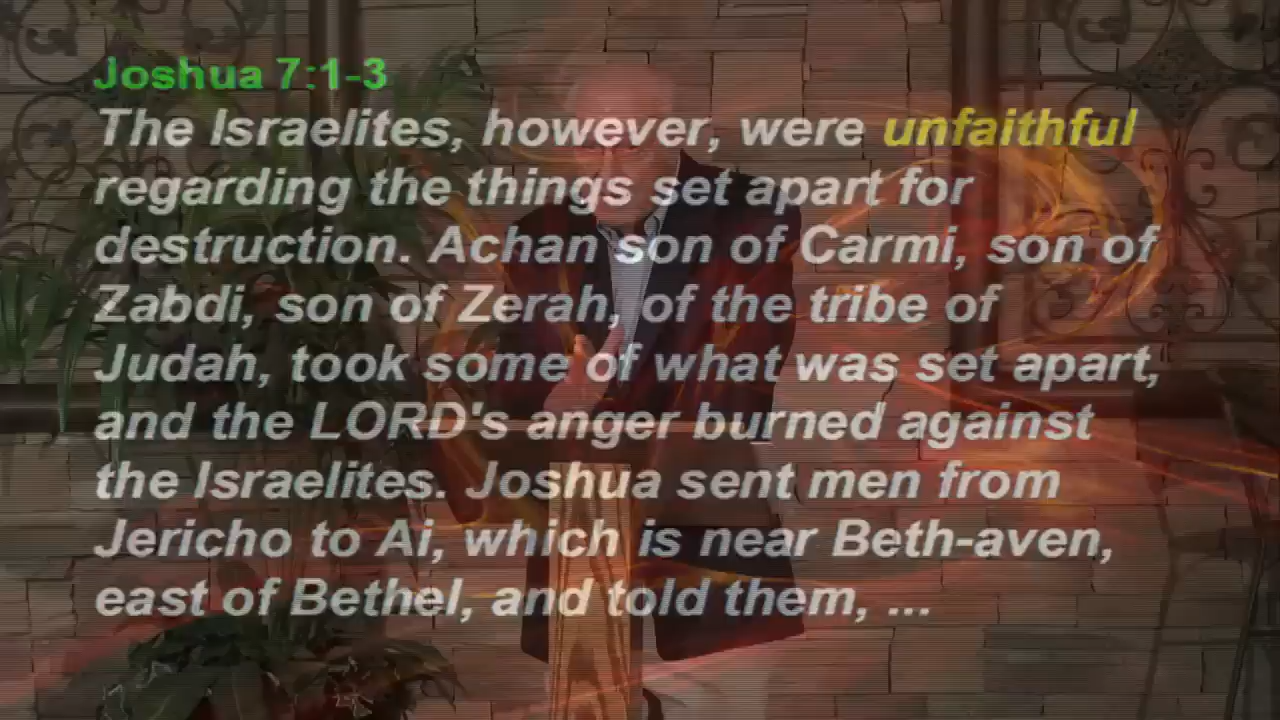 Joshua 7:1-3
The Israelites, however, were unfaithful
regarding the things set apart for
destruction. Achan son of Carmi, son of
Zabdi, son of Zerah, of the tribe of
Judah, took some of what was set apart,
and the LORD's anger burned against
the Israelites. Joshua sent men from
Jericho to Ai, which is near Beth-aven,
east of Bethel, and told them, ...